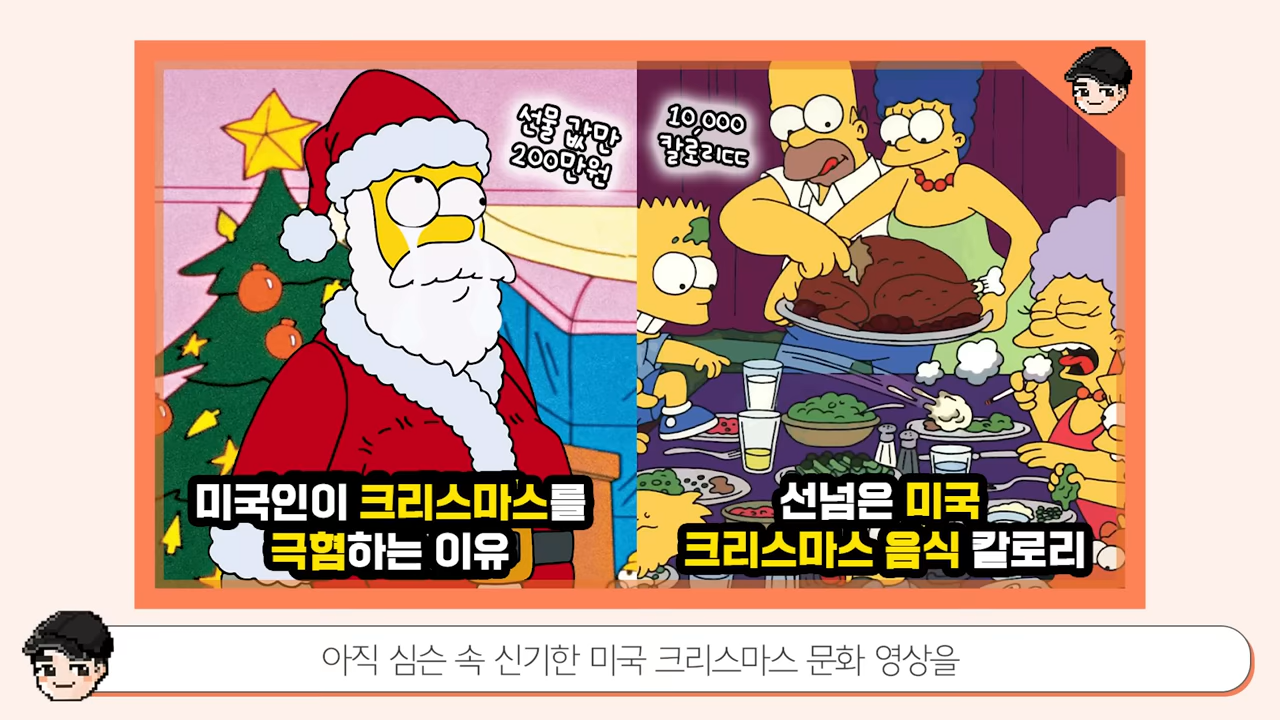 선물 값만
200만원
10,000
칼로리ㄷㄷ
미국인이 크리스마스를
극혐하는 이유
선넘은 미국
크리스마스 음식 칼로리
아직 심슨 속 신기한 미국 크리스마스 문화 영상을